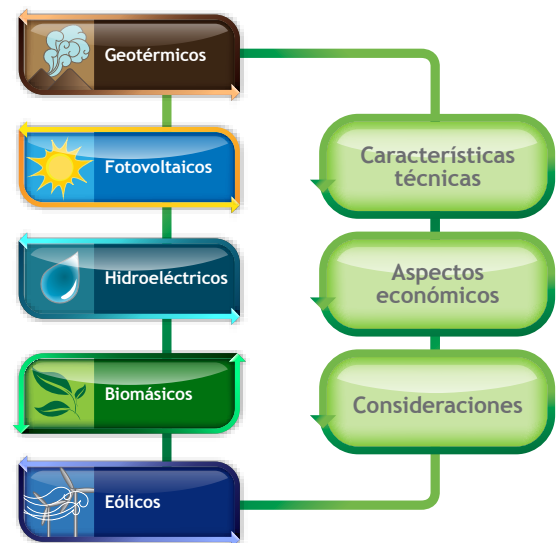 Geotérmicos
Fotovoltaicos
Hidroeléctricos
Biomásicos
Eólicos
Características
técnicas
Aspectos
económicos
Consideraciones